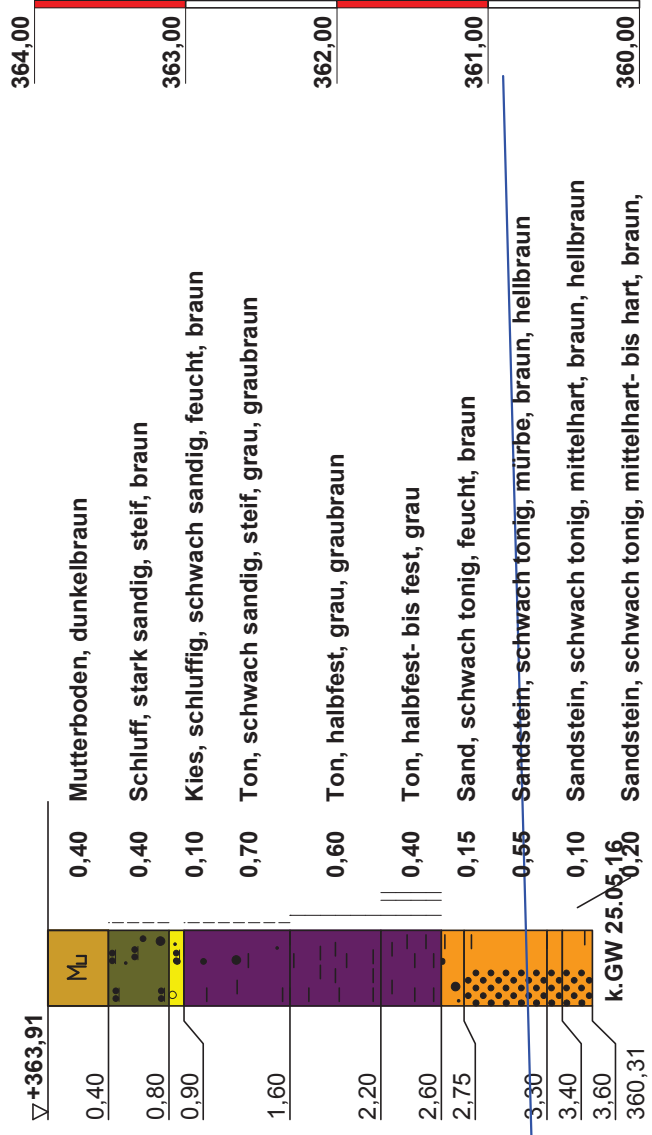 +363,91
Mu
0,40
0,80
0,90
1,60
2,20
2,60
2,75
3,30
3,40
3,60
360,31
k.GW 25.05.16
0,40 Mutterboden, dunkelbraun
0,40 Schluff, stark sandig, steif, braun
0,10 Kies, schluffig, schwach sandig, feucht, braun
0,70 Ton, schwach sandig, steif, grau, graubraun
0,60 Ton, halbfest, grau, graubraun
0,40 Ton, halbfest- bis fest, grau
0,15 Sand, schwach tonig, feucht, braun
0,55 Sandstein, schwach tonig, mürbe, braun, hellbraun
0,10 Sandstein, schwach tonig, mittelhart, braun, hellbraun
0,20 Sandstein, schwach tonig, mittelhart- bis hart, braun,
364,00
363,00
362,00
361,00
360,00